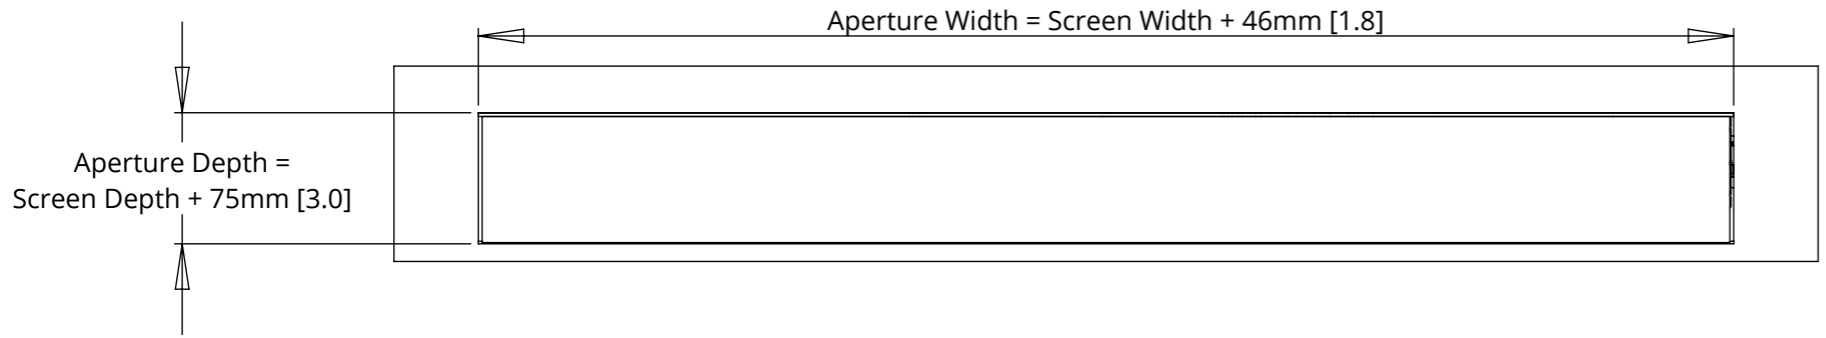 Aperture Width = Screen Width + 46mm [1.8]
Aperture Depth =
Screen Depth + 75mm [3.0]